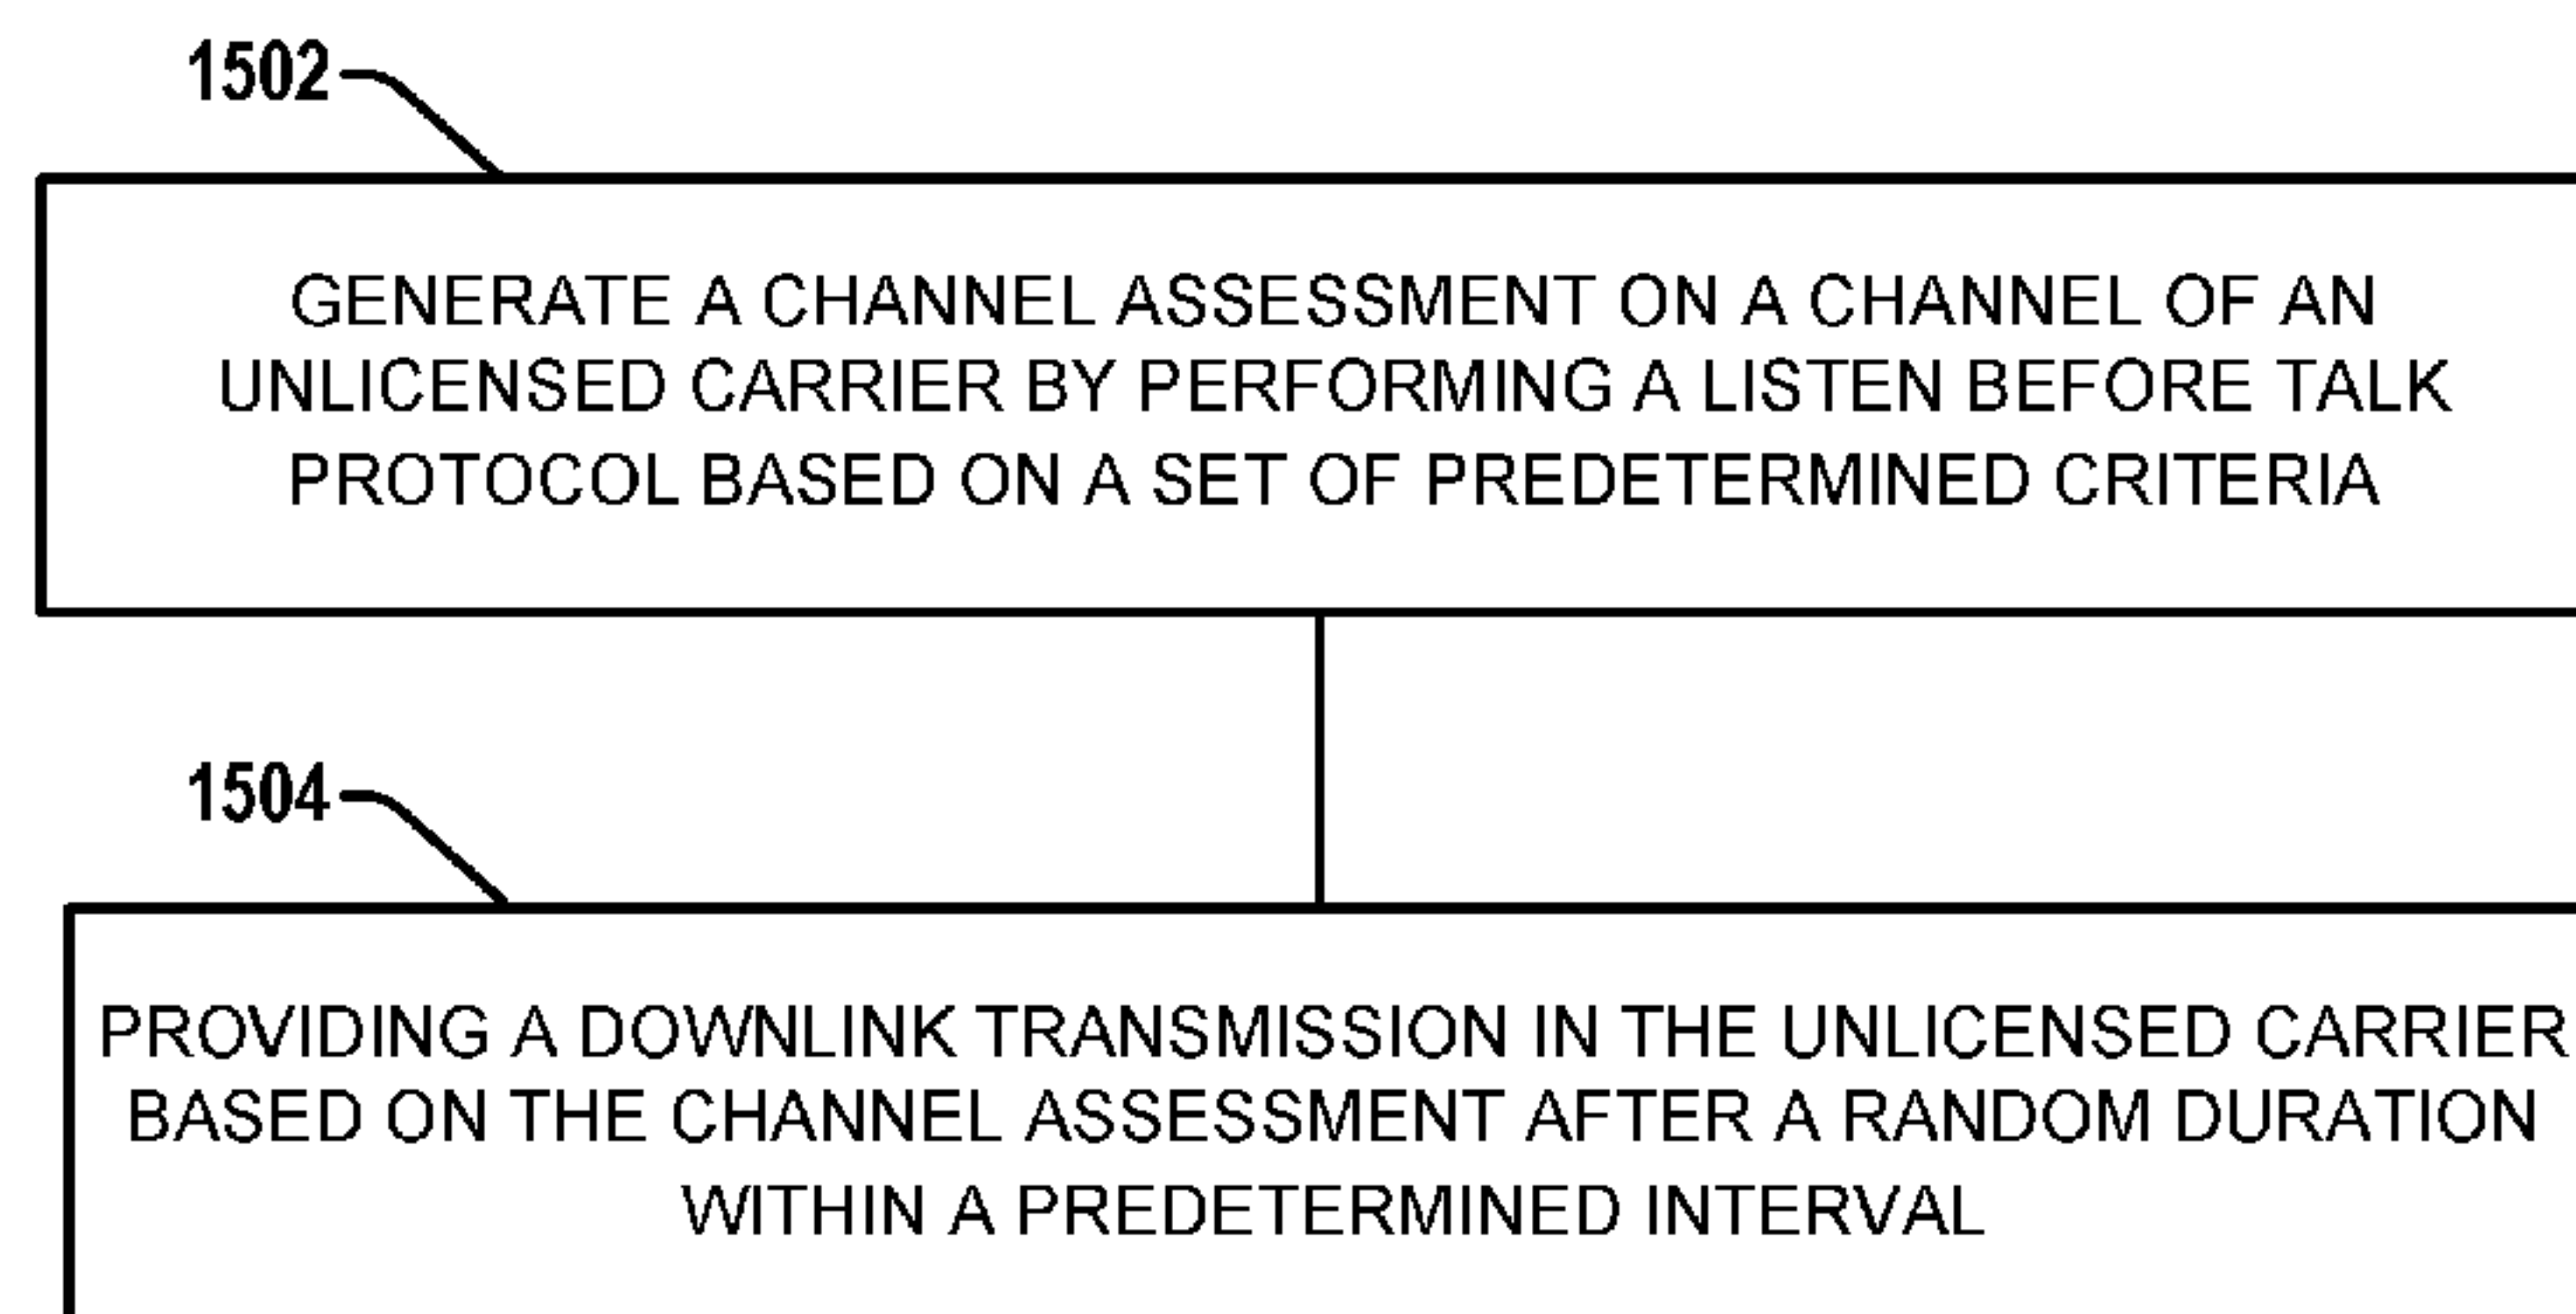 1502
GENERATE A CHANNEL ASSESSMENT ON A CHANNEL OF AN
UNLICENSED CARRIER BY PERFORMING A LISTEN BEFORE TALK
PROTOCOL BASED ON A SET OF PREDETERMINED CRITERIA
1504
PROVIDING A DOWNLINK TRANSMISSION IN THE UNLICENSED CARRIER
BASED ON THE CHANNEL ASSESSMENT AFTER A RANDOM DURATION
WITHIN A PREDETERMINED INTERVAL